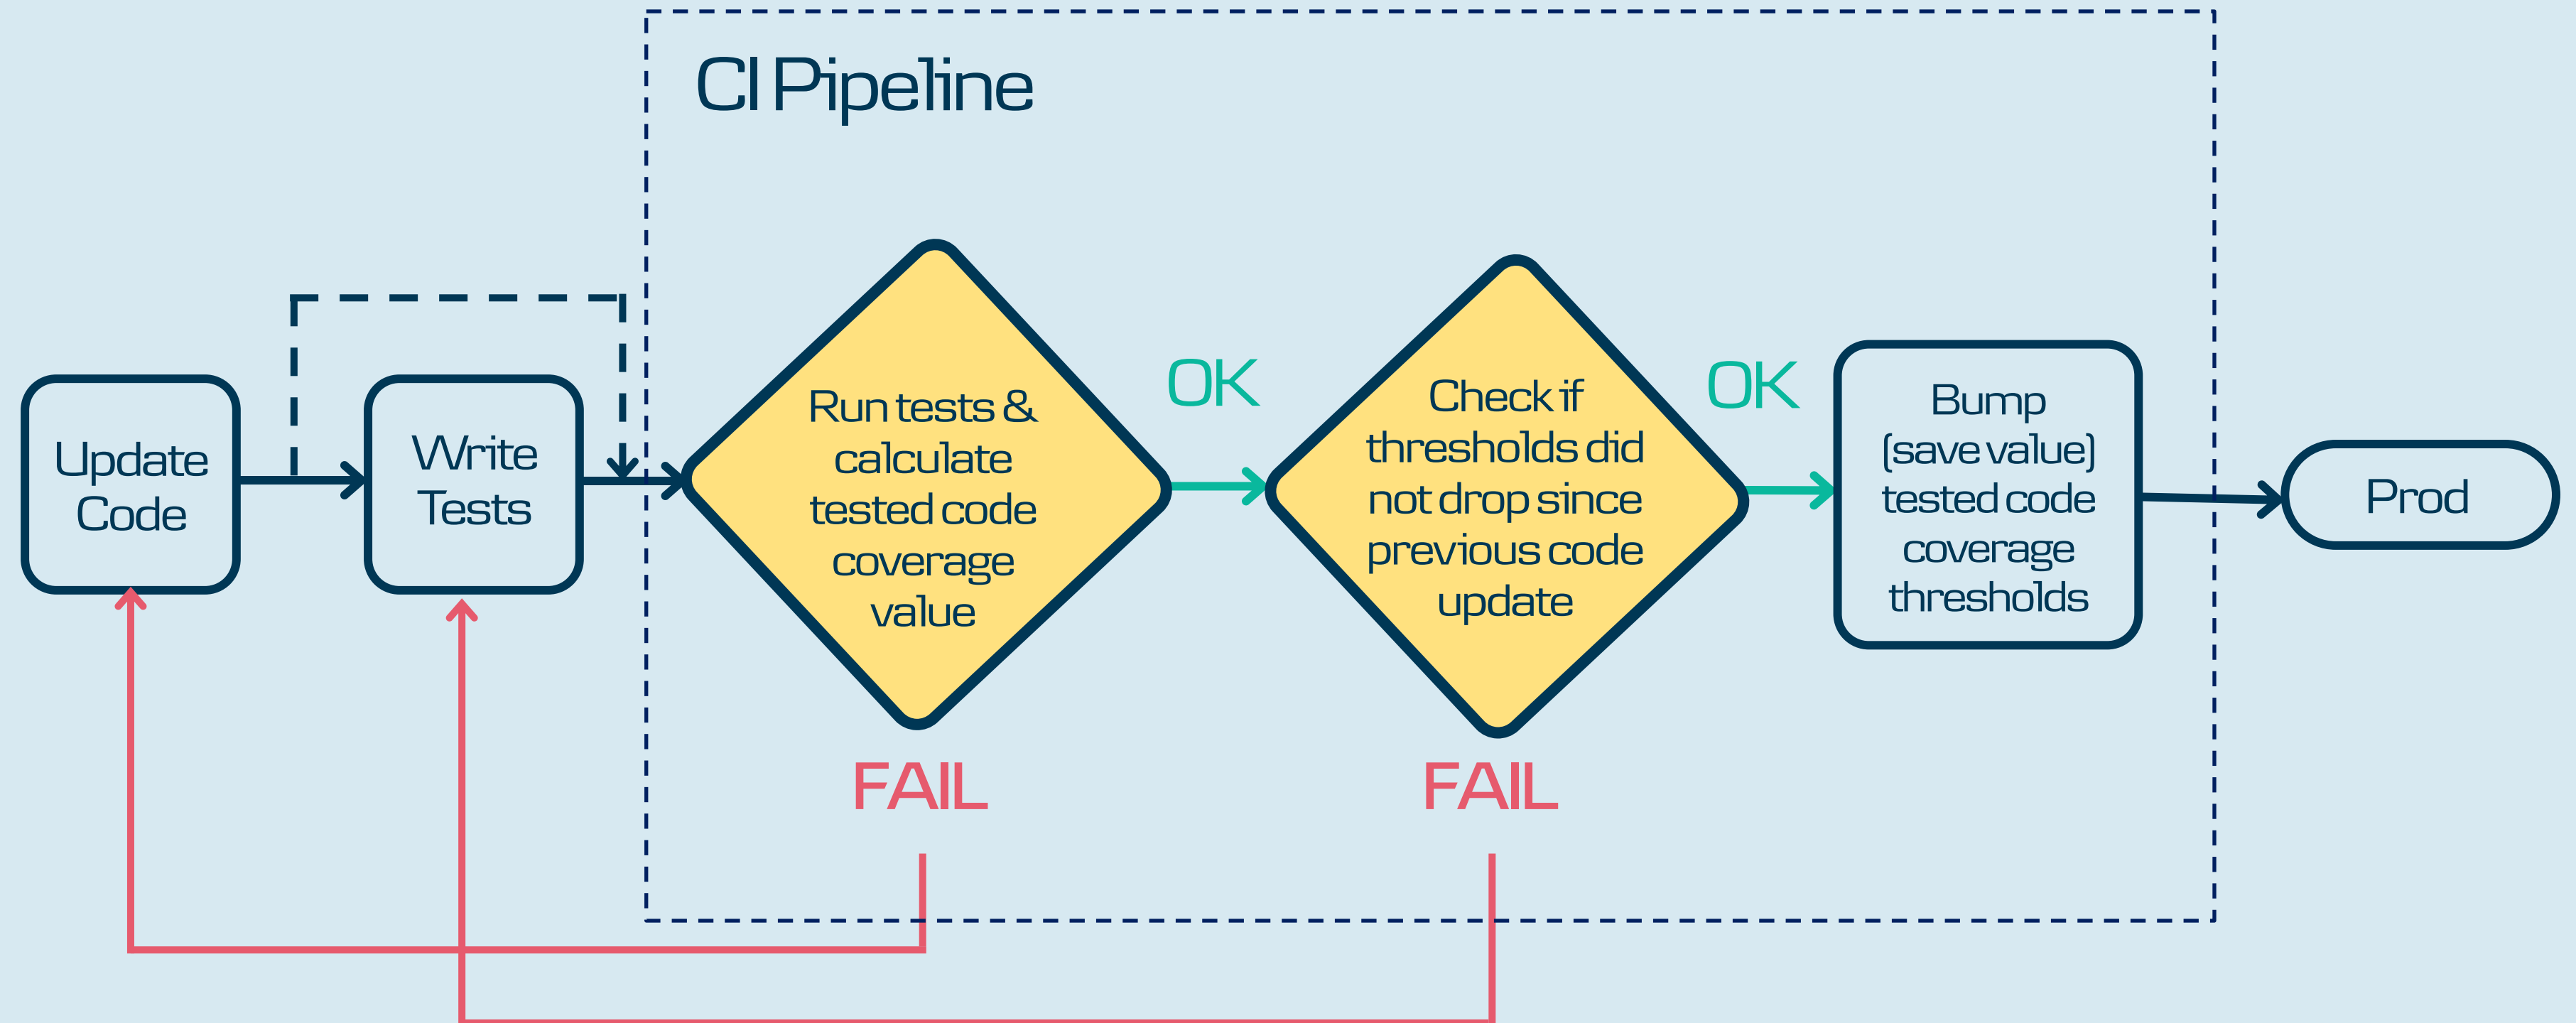 CI Pipeline
Update
Code
Write
Tests
Run tests &
calculate
tested code
coverage
value
OK
FAIL
Check if
thresholds did
not drop since
previous code
update
OK
FAIL
Bump
(save value)
tested code
coverage
thresholds
Prod